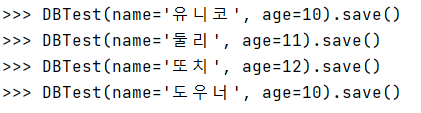 >>> DBTest(name='유니코', age=10).save()
>>> DBTest(name='둘리', age=11).save()
>>> DBTest(name='또치', age=12).save()
>>> DBTest(name='도우너', age=10).save()